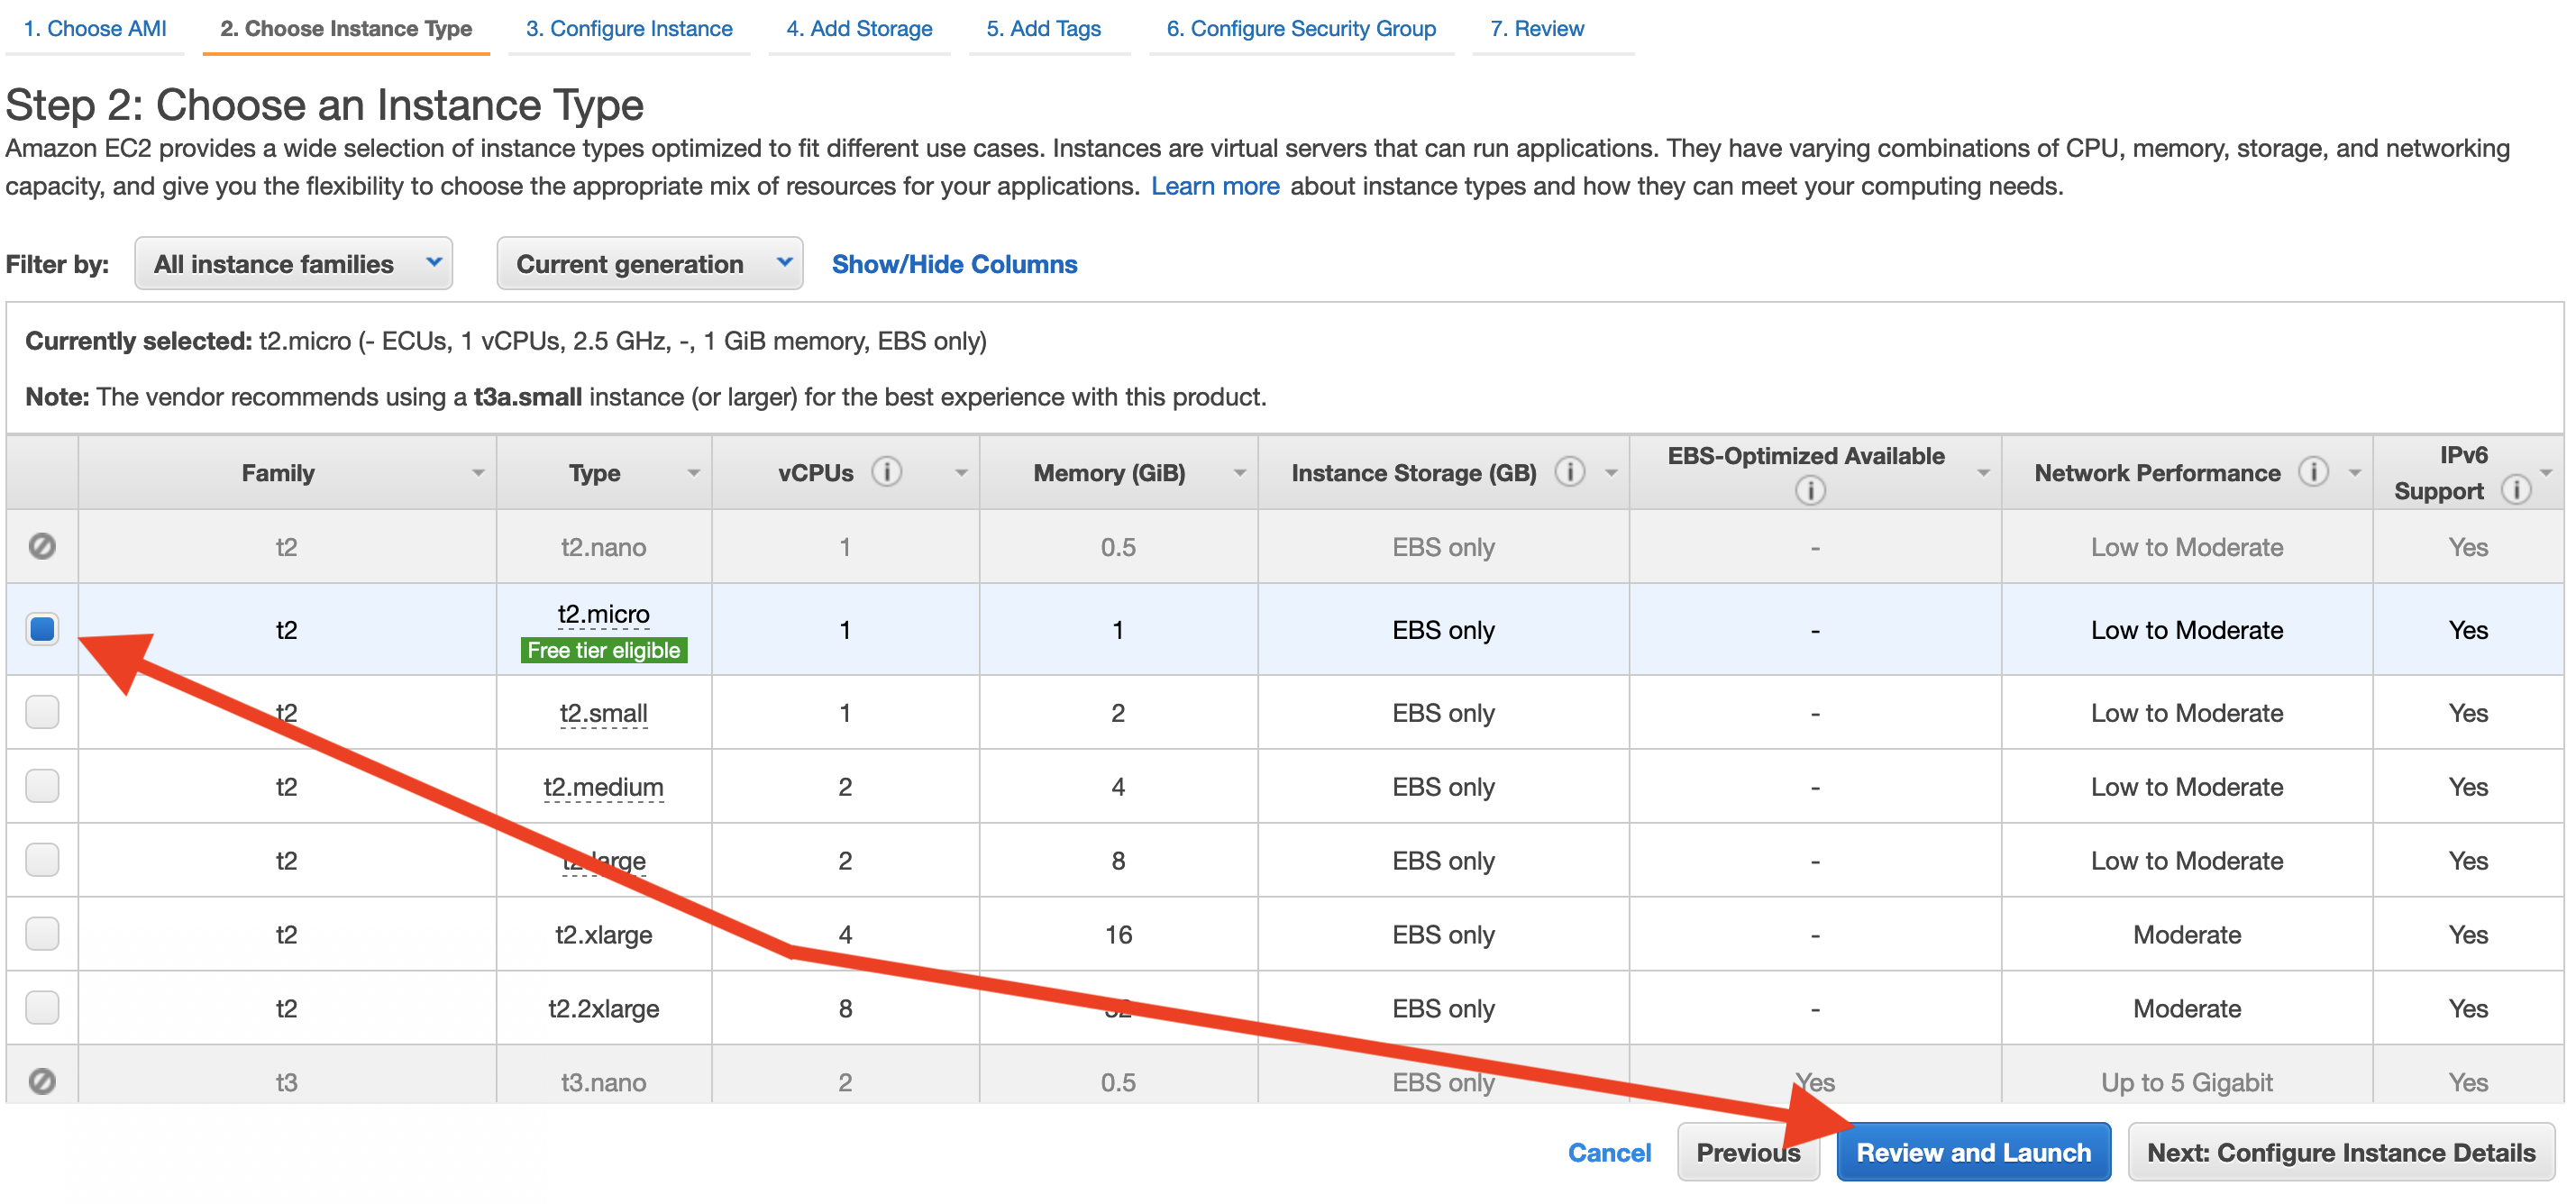 1. Choose AMI 2. Choose Instance Type 3. Configure Instance 4. Add Storage 5. Add Tags 6. Configure Security Group 7. Review
Step 2: Choose an Instance Type
Amazon EC2 provides a wide selection of instance types optimized to fit different use cases. Instances are virtual servers that can run applications. They have varying combinations of CPU, memory, storage, and networking
capacity, and give you the flexibility to choose the appropriate mix of resources for your applications. Learn more about instance types and how they can meet your computing needs.
Filter by: All instance families Current generation Show/Hide Columns
Currently selected: t2.micro (- ECUs, 1 vCPUs, 2.5 GHz, -, 1 GiB memory, EBS only)
Note: The vendor recommends using a t3a.small instance (or larger) for the best experience with this product.
Family Type vCPUs Memory (GiB) Instance Storage (GB) EBS-Optimized Available Network Performance IPv6 Support
t2 t2.nano 1 0.5 EBS only - Low to Moderate Yes
t2 t2.micro 1 1 EBS only - Low to Moderate Yes
Free tier eligible
t2 t2.small 1 2 EBS only - Low to Moderate Yes
t2 t2.medium 2 4 EBS only - Low to Moderate Yes
t2 t2.large 2 8 EBS only - Low to Moderate Yes
t2 t2.xlarge 4 16 EBS only - Moderate Yes
t2 t2.2xlarge 8 32 EBS only - Moderate Yes
t3 t3.nano 2 0.5 EBS only Yes Up to 5 Gigabit Yes
Cancel Previous Review and Launch Next: Configure Instance Details